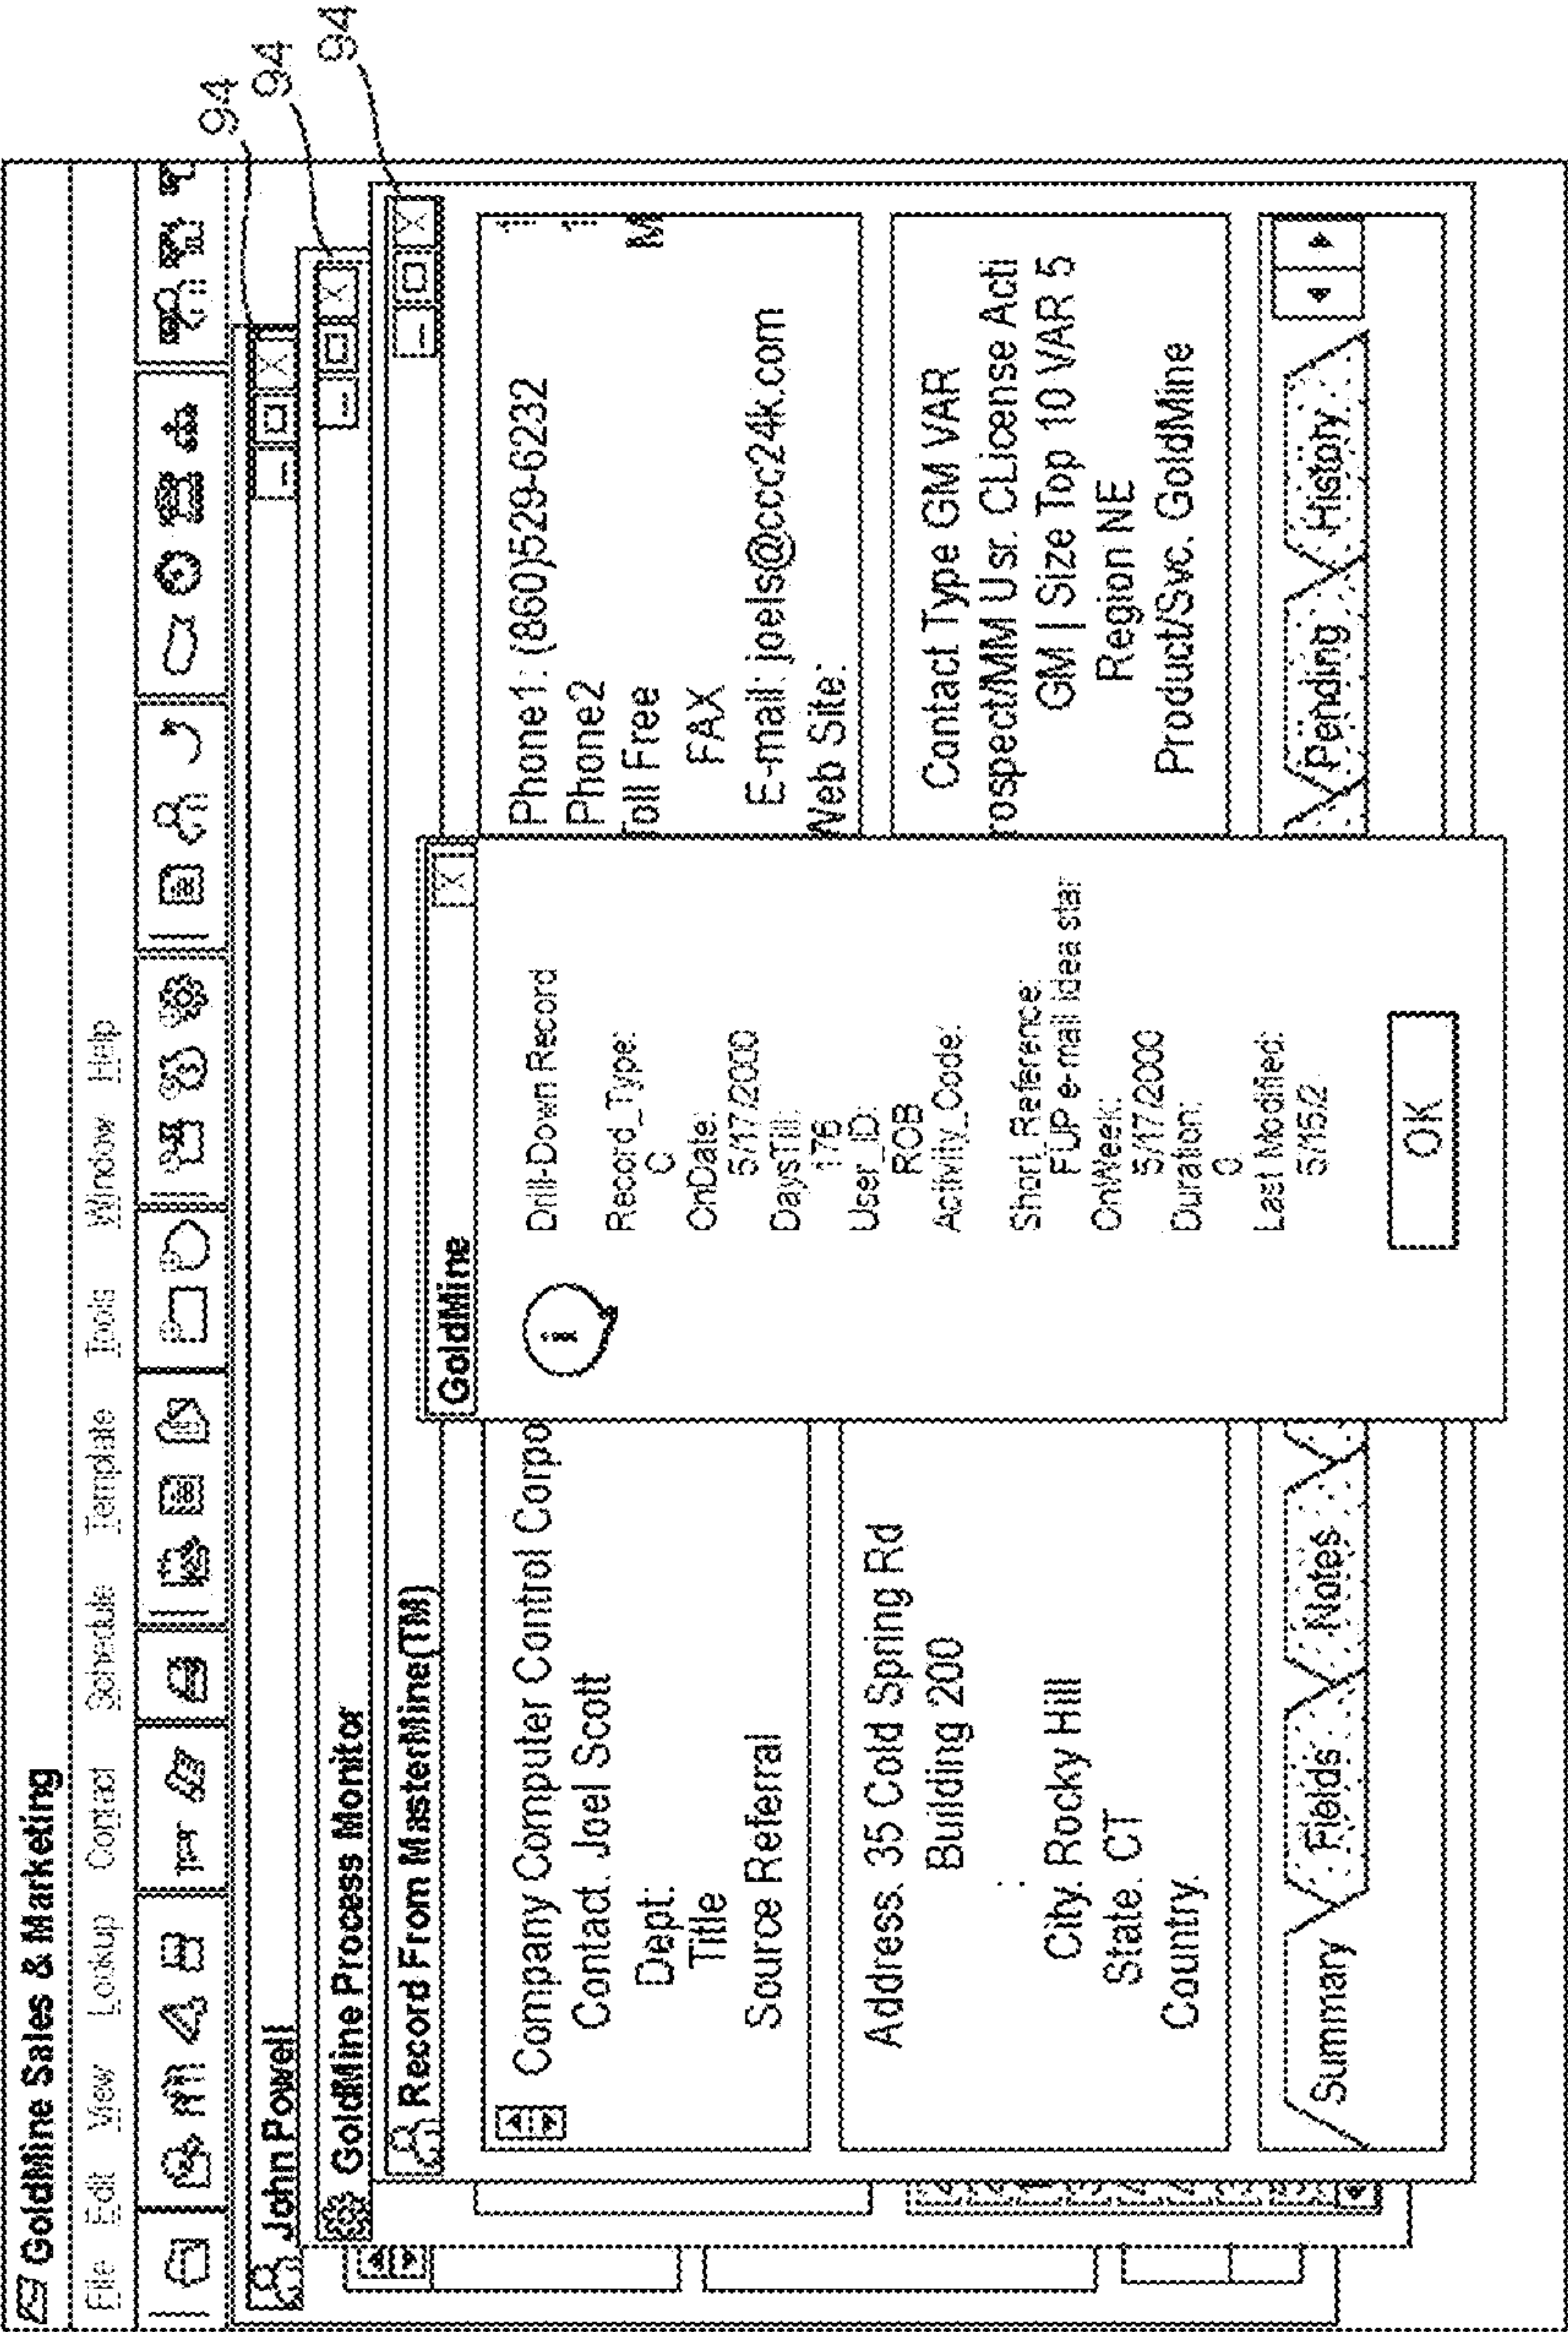 GoldMine Sales & Marketing
File Edit View Lookup Contact Schedule Template Tools Window Help
94
94
94
John Powell
GoldMine Process Monitor
Record From MasterMine(TM)
Company Computer Control Corpo
Contact. Joel Scott
Dept:
Title
Source Referral
Phone1: (860)529-6232
Phone2
oll Free
FAX
E-mail: joels@ccc24k.com
Web Site:
1
1
M
Address. 35 Cold Spring Rd
Building 200
City. Rocky Hill
State. CT
Country.
Contact Type GM VAR
ospect/MM Usr. CLicense Acti
GM | Size Top 10 VAR 5
Region NE
Product/Svc. GoldMine
Summary Fields Notes Pending History
GoldMine
X
i
Drill-Down Record
Record_Type:
C
OnDate:
5/17/2000
DaysTill:
176
User_ID:
ROB
Activity_Code:
Short_Reference:
FUP e-mail idea star
OnWeek:
5/17/2000
Duration:
0
Last Modified:
5/15/2
OK